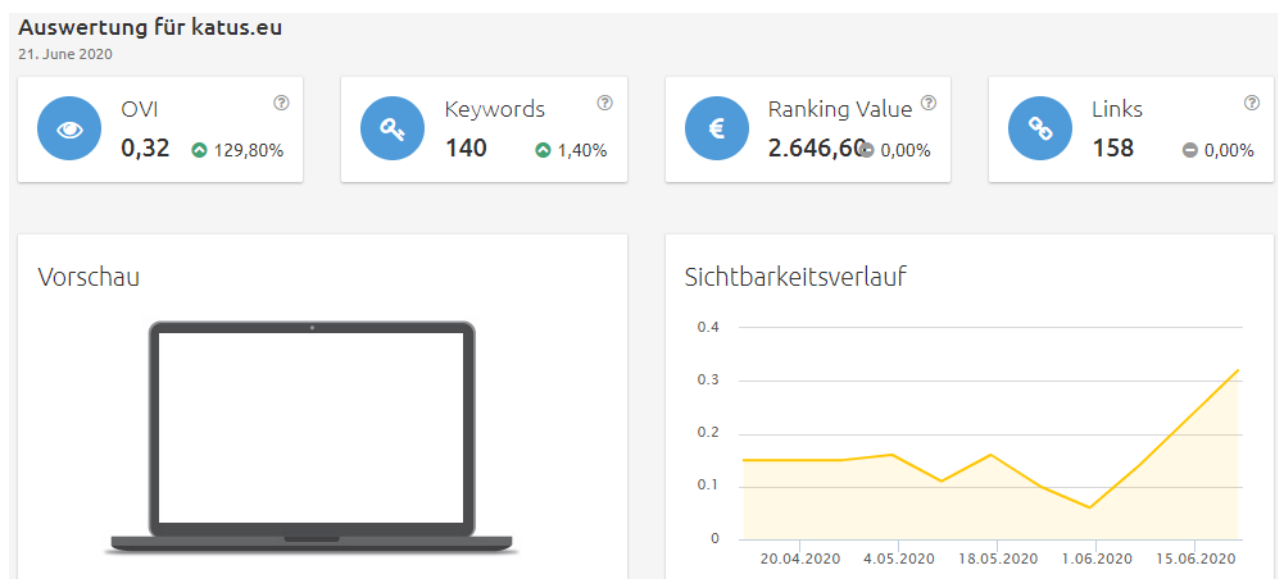 Auswertung für katus.eu
21. June 2020
OVI
0,32 129,80%
Keywords
140 1,40%
Ranking Value
2.646,60 0,00%
Links
158 0,00%
Vorschau
Sichtbarkeitsverlauf
0.4
0.3
0.2
0.1
0
20.04.2020 4.05.2020 18.05.2020 1.06.2020 15.06.2020